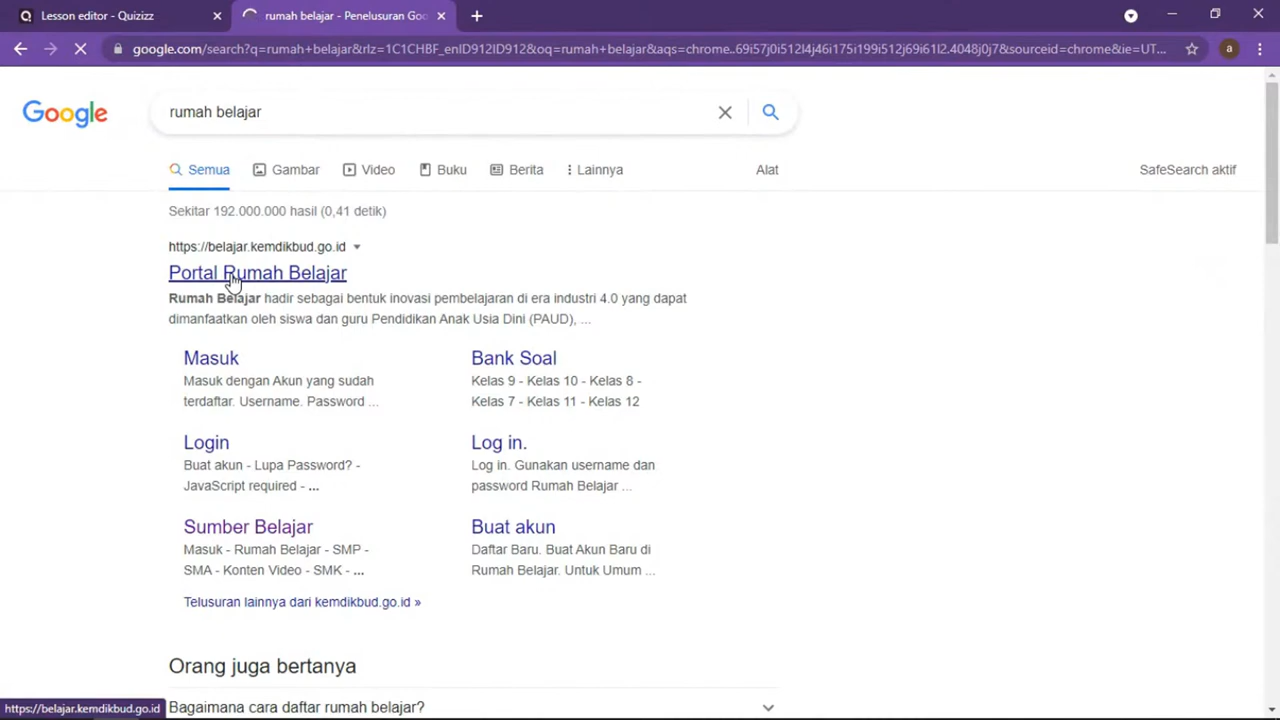 Lesson editor - Quizizz
rumah belajar - Penelusuran Goo
google.com/search?q=rumah+belajar&rlz=1C1CHBF_enID912ID912&oq=rumah+belajar&aqs=chrome..69i57j0i512l4j46i175i199i512j69i61l2.4048j0j7&sourceid=chrome&ie=UT...
a
Google
rumah belajar
Semua
Gambar
Video
Buku
Berita
Lainnya
Alat
SafeSearch aktif
Sekitar 192.000.000 hasil (0,41 detik)
https://belajar.kemdikbud.go.id
Portal Rumah Belajar
Rumah Belajar hadir sebagai bentuk inovasi pembelajaran di era industri 4.0 yang dapat
dimanfaatkan oleh siswa dan guru Pendidikan Anak Usia Dini (PAUD), ...
Masuk
Masuk dengan Akun yang sudah
terdaftar. Username. Password ...
Bank Soal
Kelas 9 - Kelas 10 - Kelas 8 -
Kelas 7 - Kelas 11 - Kelas 12
Login
Buat akun - Lupa Password? -
JavaScript required - ...
Log in.
Log in. Gunakan username dan
password Rumah Belajar ...
Sumber Belajar
Masuk - Rumah Belajar - SMP -
SMA - Konten Video - SMK - ...
Buat akun
Daftar Baru. Buat Akun Baru di
Rumah Belajar. Untuk Umum ...
Telusuran lainnya dari kemdikbud.go.id »
Orang juga bertanya
Bagaimana cara daftar rumah belajar?
https://belajar.kemdikbud.go.id